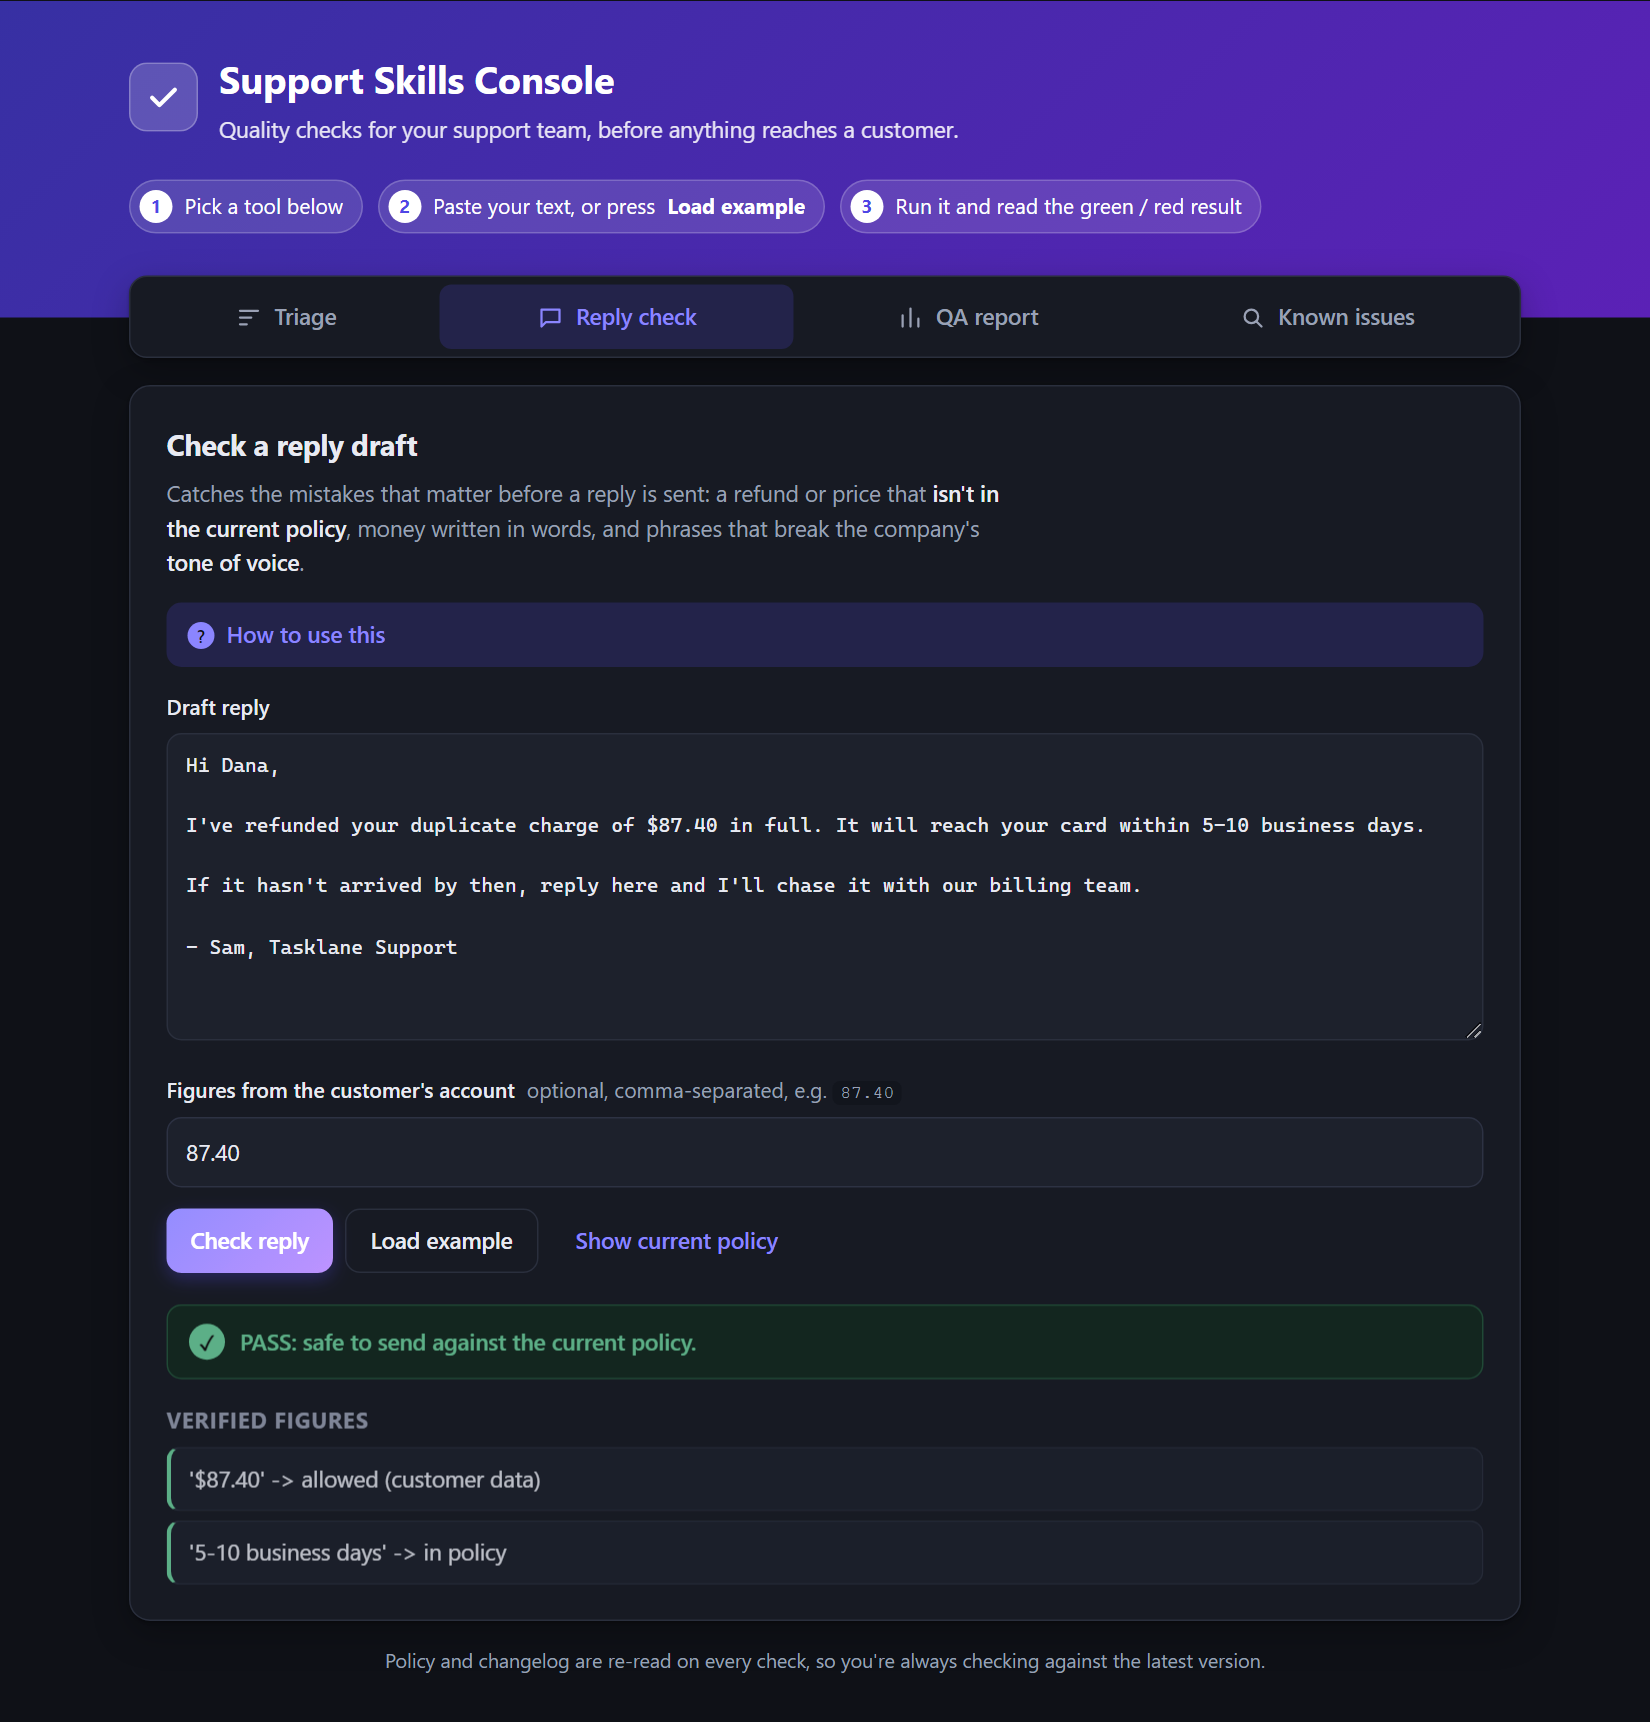 Support Skills Console
Quality checks for your support team, before anything reaches a customer.
1 Pick a tool below
2 Paste your text, or press Load example
3 Run it and read the green / red result
Triage
Reply check
QA report
Known issues
Check a reply draft
Catches the mistakes that matter before a reply is sent: a refund or price that isn't in
the current policy, money written in words, and phrases that break the company's
tone of voice.
? How to use this
Draft reply
Hi Dana,
I've refunded your duplicate charge of $87.40 in full. It will reach your card within 5–10 business days.
If it hasn't arrived by then, reply here and I'll chase it with our billing team.
– Sam, Tasklane Support
Figures from the customer's account optional, comma-separated, e.g. 87.40
87.40
Check reply
Load example
Show current policy
✓ PASS: safe to send against the current policy.
VERIFIED FIGURES
'$87.40' -> allowed (customer data)
'5-10 business days' -> in policy
Policy and changelog are re-read on every check, so you're always checking against the latest version.